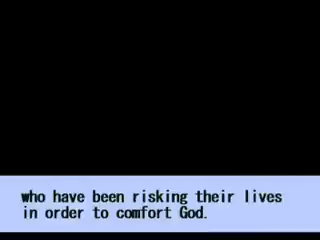 who have been risking their lives
in order to comfort God.